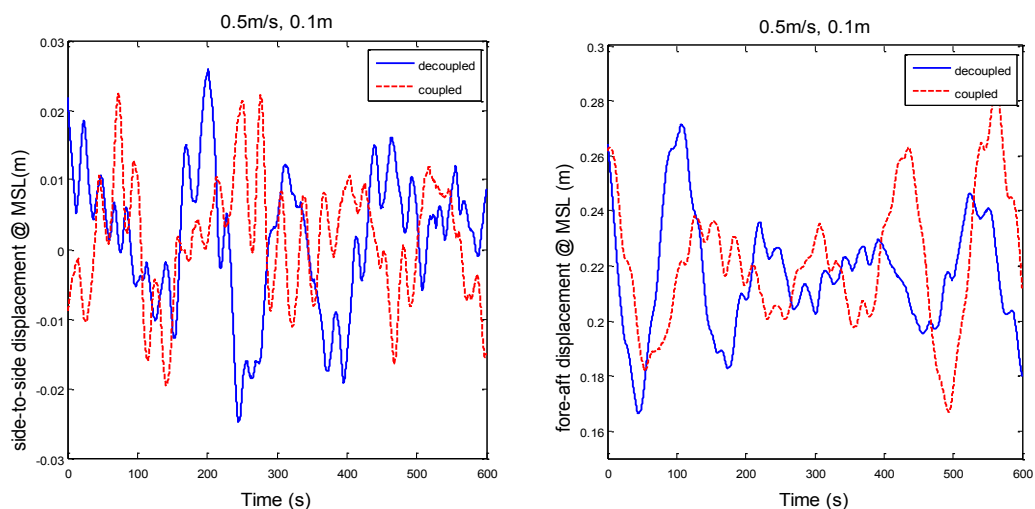 0.5m/s, 0.1m
side-to-side displacement @ MSL(m)
0.03
0.02
0.01
0
-0.01
-0.02
-0.03
decoupled
coupled
0 100 200 300 400 500 600
Time (s)
0.5m/s, 0.1m
fore-aft displacement @ MSL (m)
0.3
0.28
0.26
0.24
0.22
0.2
0.18
0.16
decoupled
coupled
0 100 200 300 400 500 600
Time (s)